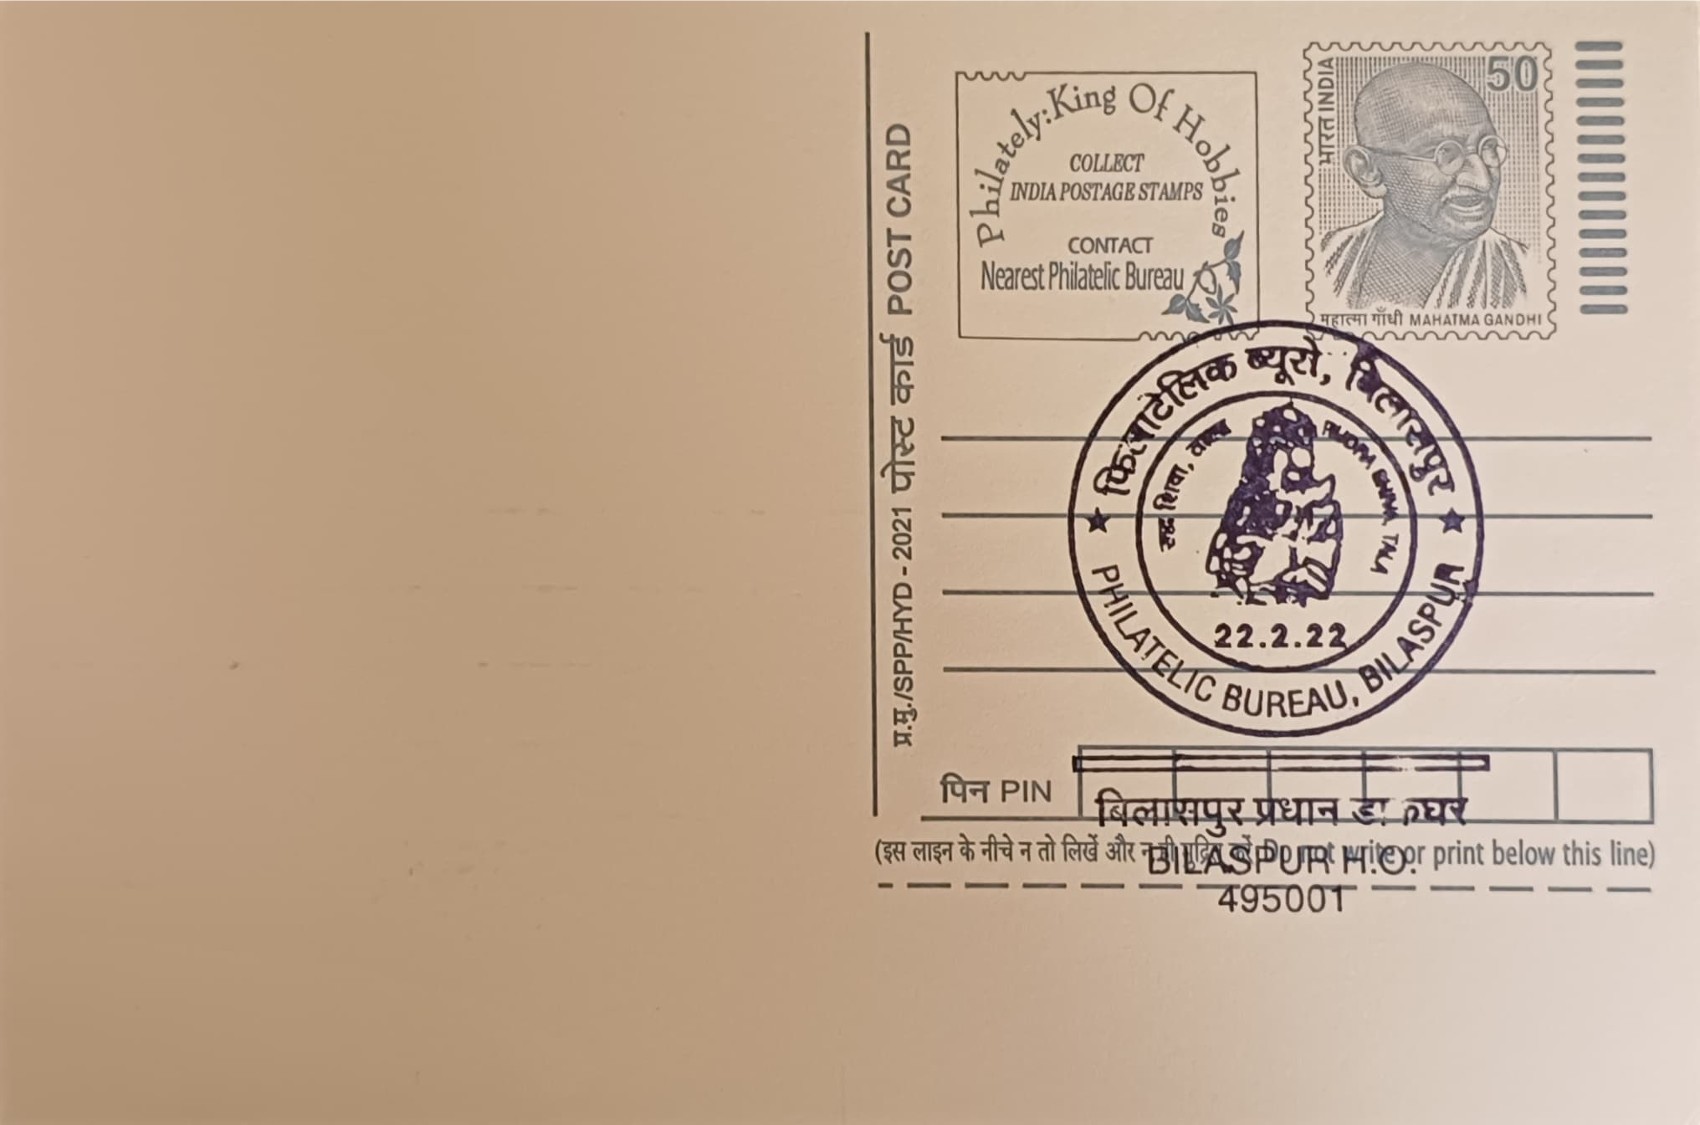 Philately:King Of Hobbies
COLLECT
INDIA POSTAGE STAMPS
CONTACT
Nearest Philatelic Bureau
भारत INDIA
50
महात्मा गाँधी MAHATMA GANDHI
प्र.मु./SPP/HYD - 2021 पोस्ट कार्ड POST CARD
फिलाटेलिक ब्यूरो, बिलासपुर
रुद्र शिवा, ताला
RUDRA SHIVA, TALA
22.2.22
PHILATELIC BUREAU, BILASPUR
पिन PIN
बिलासपुर प्रधान डाकघर
(इस लाइन के नीचे न तो लिखें और न ही मुद्रित करें Do not write or print below this line)
BILASPUR H.O.
495001